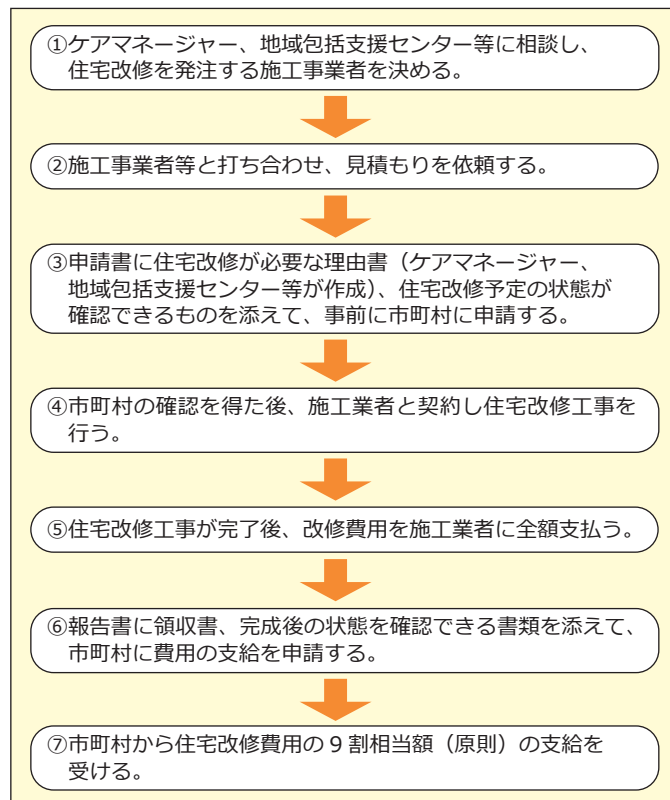 ①ケアマネージャー、地域包括支援センター等に相談し、
住宅改修を発注する施工事業者を決める。
②施工事業者等と打ち合わせ、見積もりを依頼する。
③申請書に住宅改修が必要な理由書（ケアマネージャー、
地域包括支援センター等が作成）、住宅改修予定の状態が
確認できるものを添えて、事前に市町村に申請する。
④市町村の確認を得た後、施工業者と契約し住宅改修工事を
行う。
⑤住宅改修工事が完了後、改修費用を施工業者に全額支払う。
⑥報告書に領収書、完成後の状態を確認できる書類を添えて、
市町村に費用の支給を申請する。
⑦市町村から住宅改修費用の９割相当額（原則）の支給を
受ける。